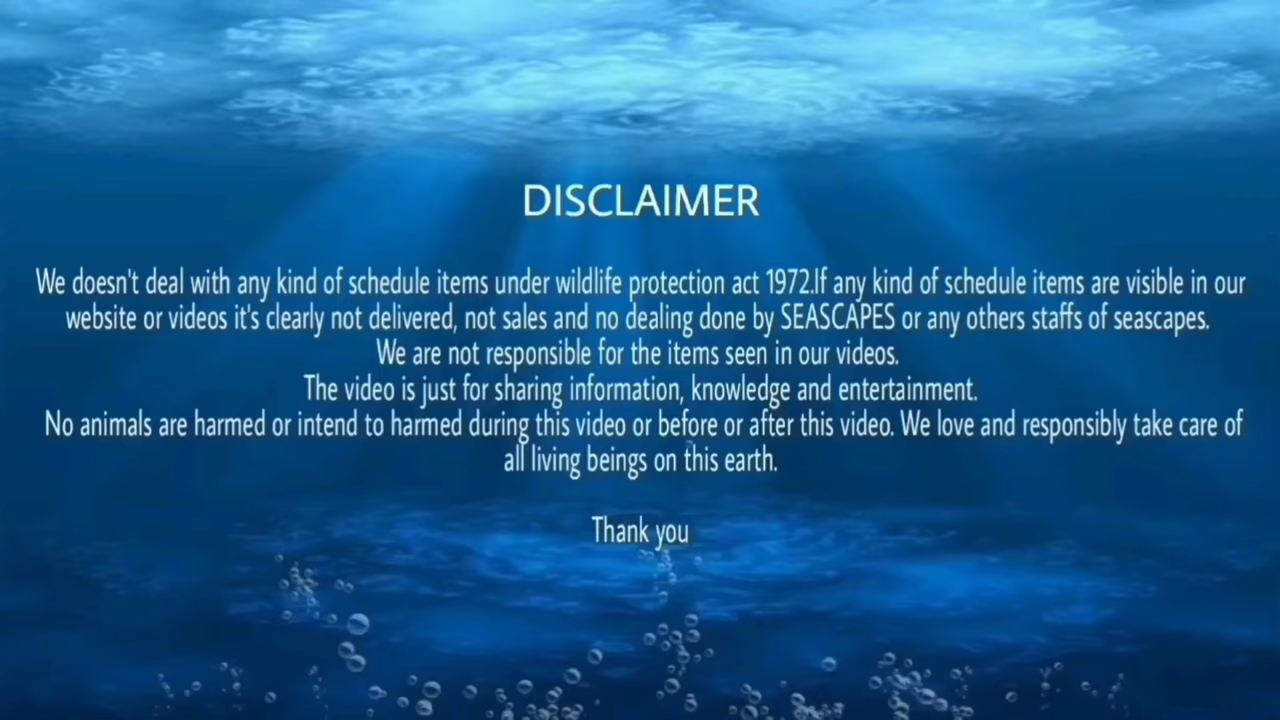 DISCLAIMER
We doesn't deal with any kind of schedule items under wildlife protection act 1972.If any kind of schedule items are visible in our
website or videos it's clearly not delivered, not sales and no dealing done by SEASCAPES or any others staffs of seascapes.
We are not responsible for the items seen in our videos.
The video is just for sharing information, knowledge and entertainment.
No animals are harmed or intend to harmed during this video or before or after this video. We love and responsibly take care of
all living beings on this earth.
Thank you